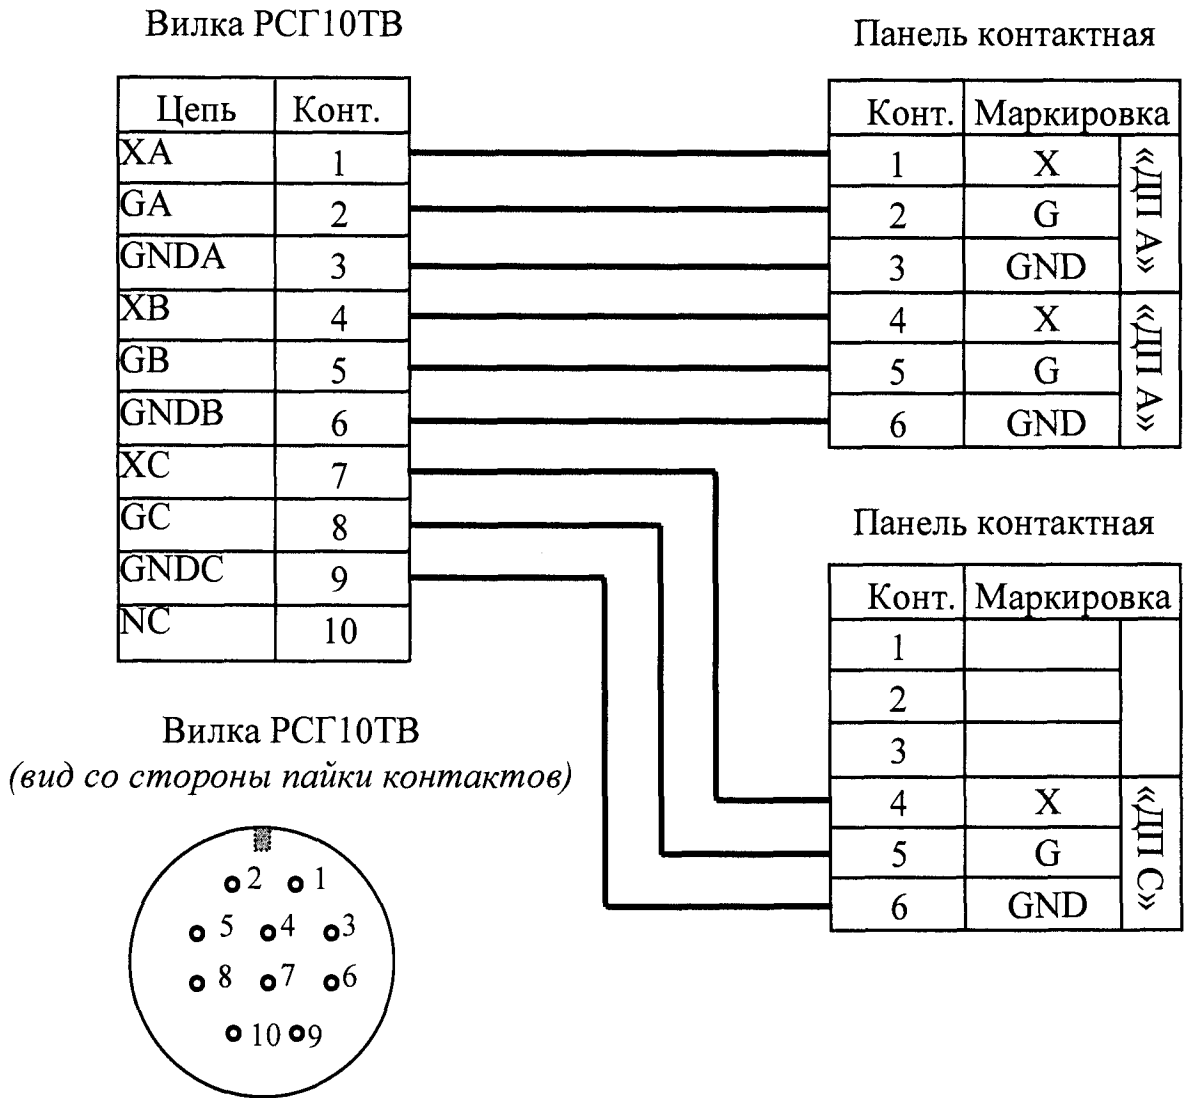 Вилка РСГ10ТВ
Цепь Конт.
XA 1
GA 2
GNDA 3
XB 4
GB 5
GNDB 6
XC 7
GC 8
GNDC 9
NC 10
Панель контактная
Конт. Маркировка
1 X
2 G
3 GND
«ДП А»
4 X
5 G
6 GND
«ДП А»
Панель контактная
Конт. Маркировка
1
2
3
4 X
5 G
6 GND
«ДП С»
Вилка РСГ10ТВ
(вид со стороны пайки контактов)
2 1
5 4 3
8 7 6
10 9